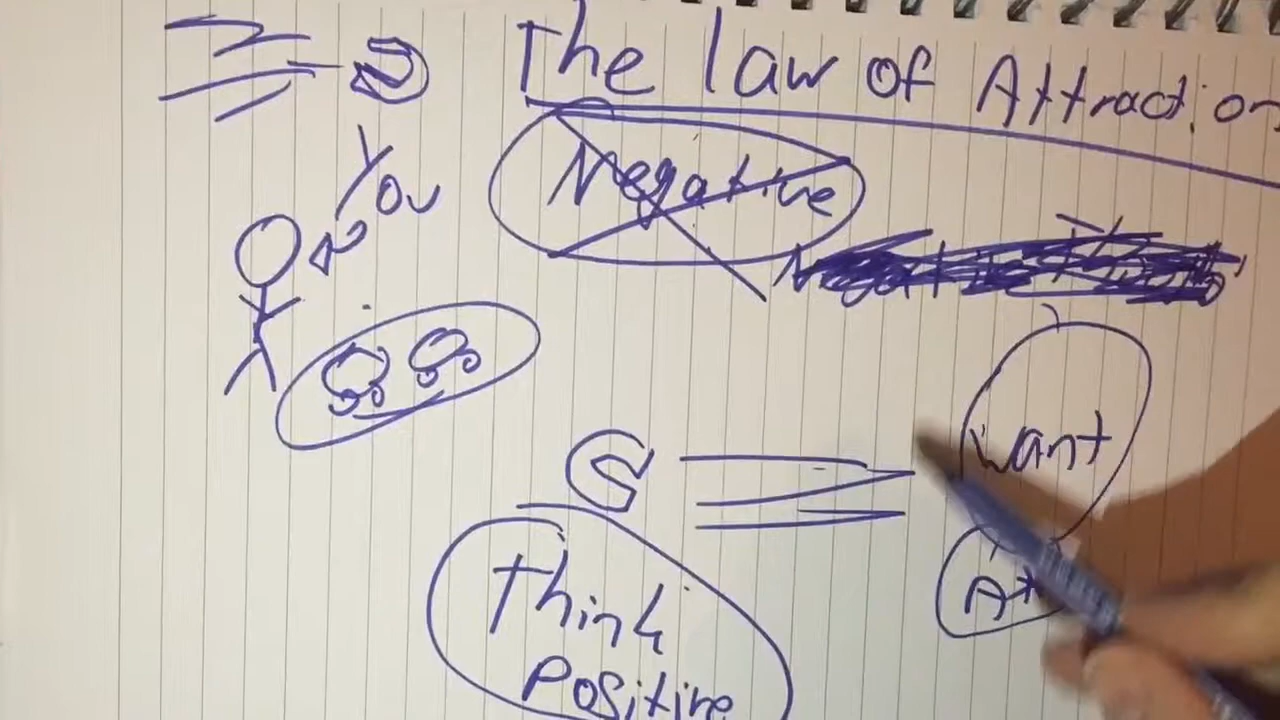 The law of Attraction
You
Negative
want
Think
Positive